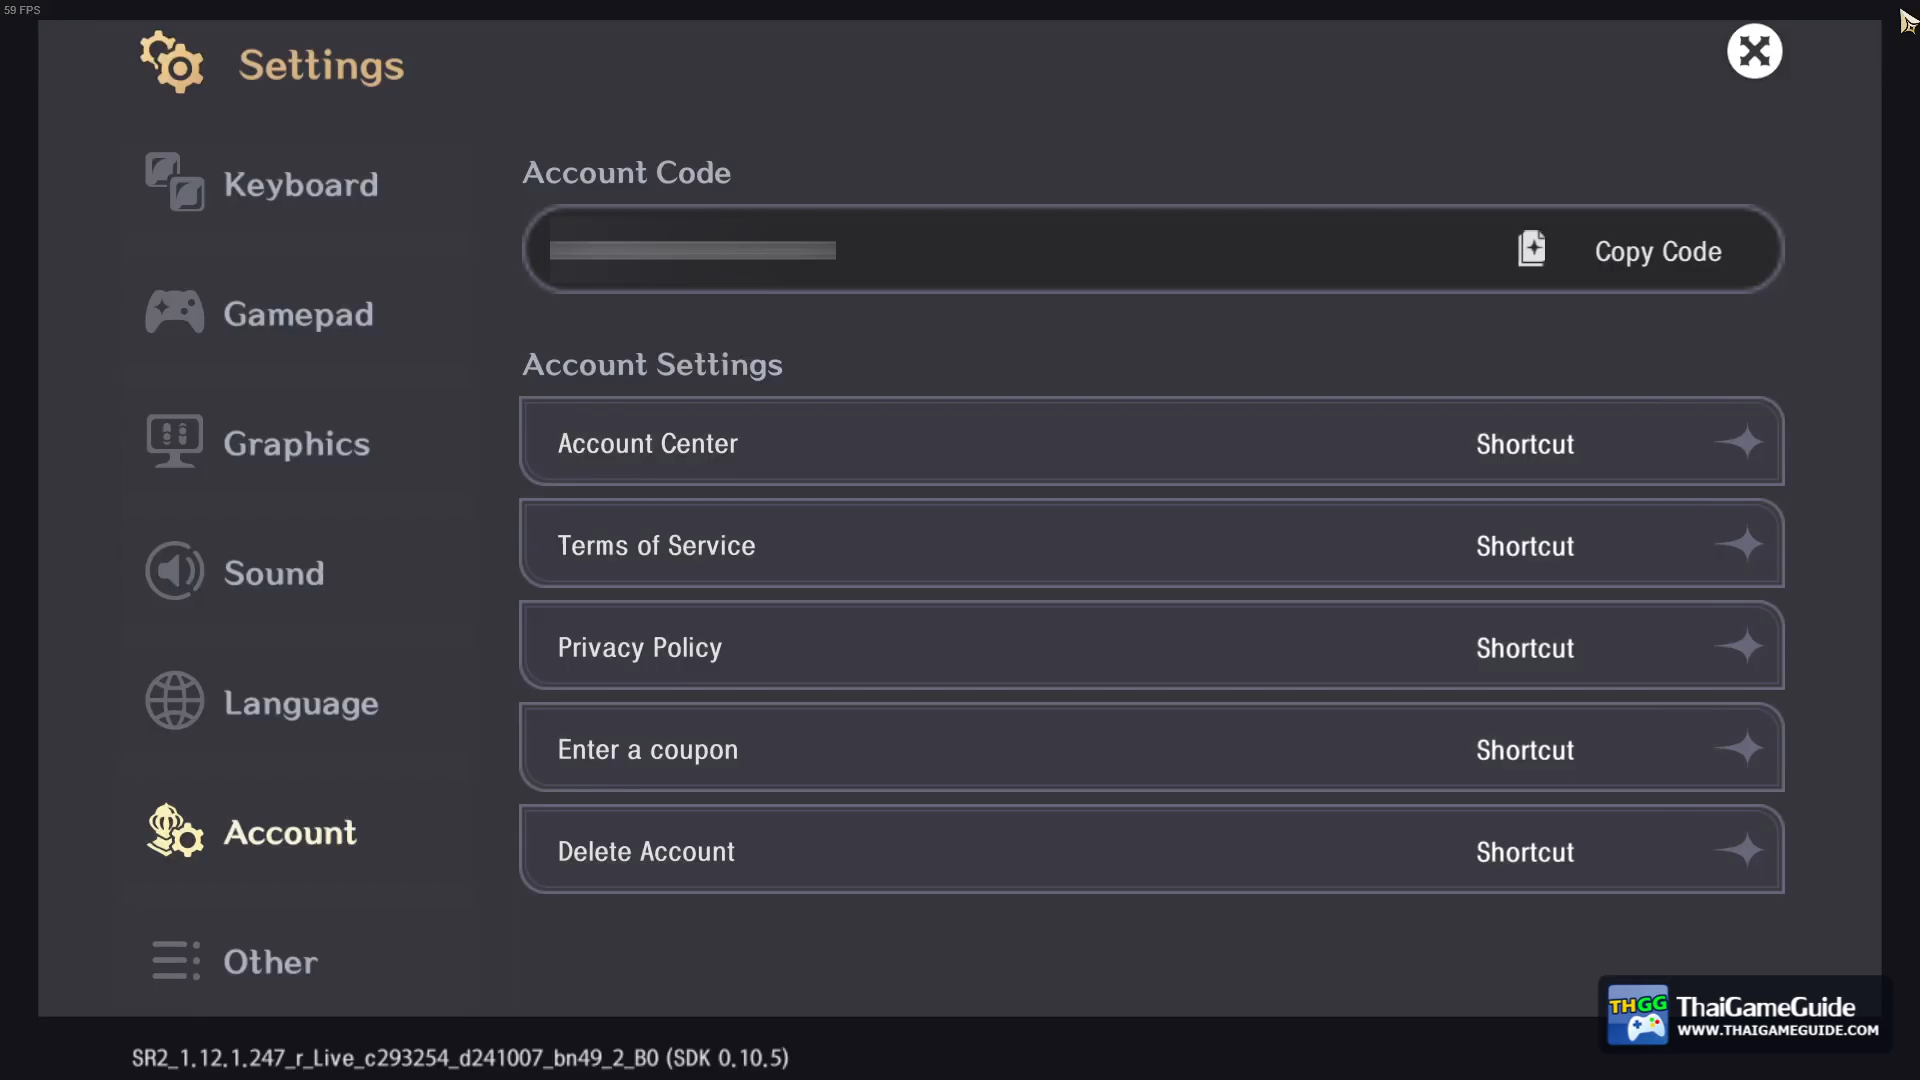 59 FPS
Settings
Keyboard
Gamepad
Graphics
Sound
Language
Account
Other
Account Code
Copy Code
Account Settings
Account Center Shortcut
Terms of Service Shortcut
Privacy Policy Shortcut
Enter a coupon Shortcut
Delete Account Shortcut
THGG ThaiGameGuide
WWW.THAIGAMEGUIDE.COM
SR2_1.12.1.247_r_Live_c293254_d241007_bn49_2_B0 (SDK 0.10.5)